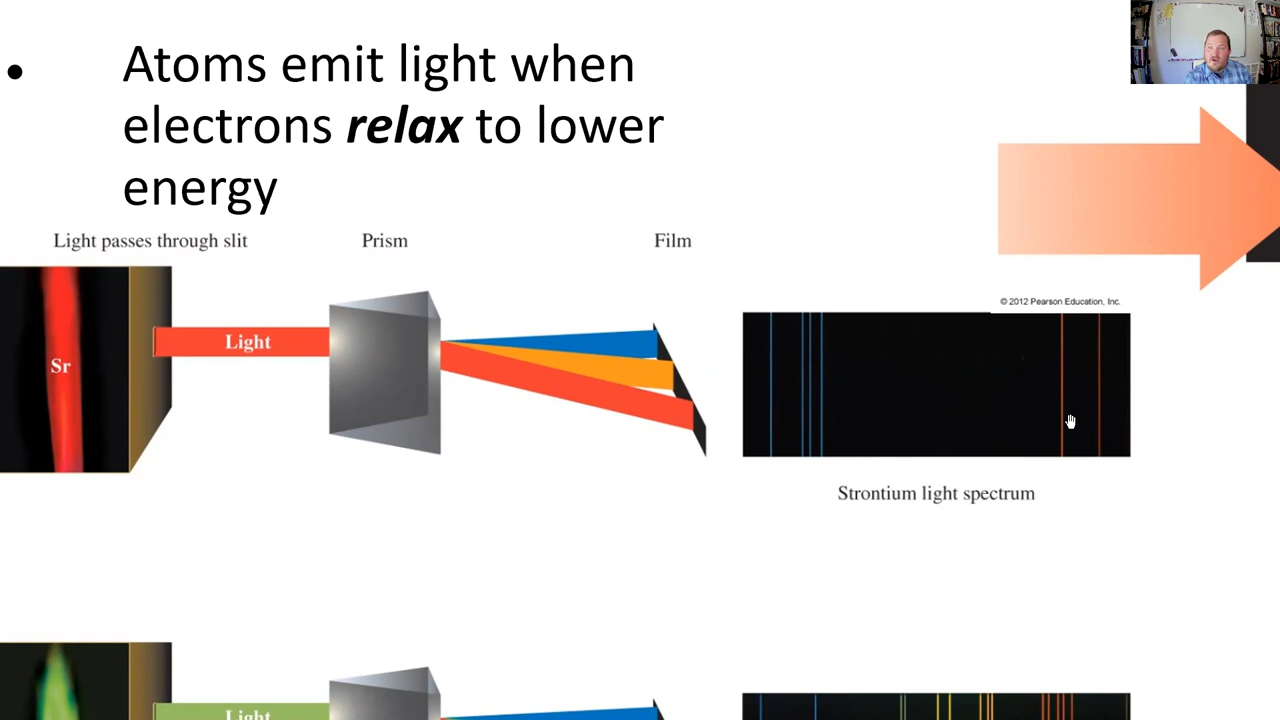 • Atoms emit light when
electrons relax to lower
energy
Light passes through slit
Prism
Film
© 2012 Pearson Education, Inc.
Sr
Light
Strontium light spectrum
Light